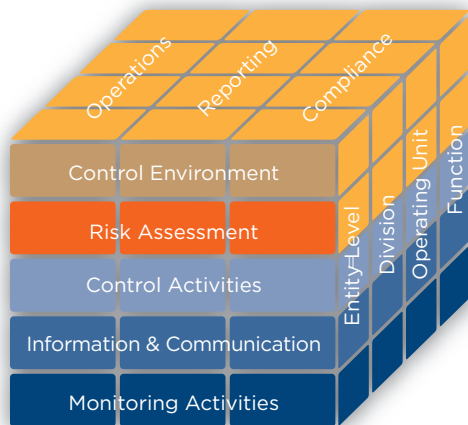 Operations
Reporting
Compliance
Control Environment
Risk Assessment
Control Activities
Information & Communication
Monitoring Activities
Entity-Level
Division
Operating Unit
Function